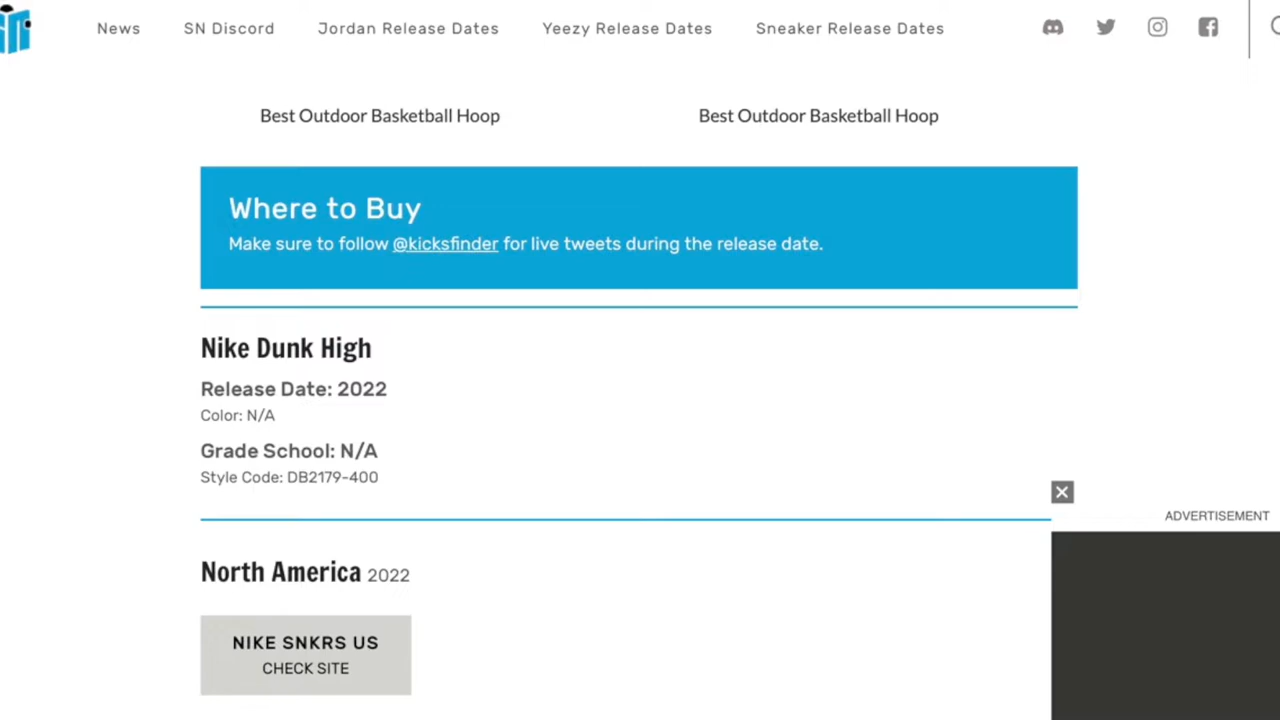 News SN Discord Jordan Release Dates Yeezy Release Dates Sneaker Release Dates
Best Outdoor Basketball Hoop Best Outdoor Basketball Hoop
Where to Buy
Make sure to follow @kicksfinder for live tweets during the release date.
Nike Dunk High
Release Date: 2022
Color: N/A
Grade School: N/A
Style Code: DB2179-400
ADVERTISEMENT
North America 2022
NIKE SNKRS US
CHECK SITE